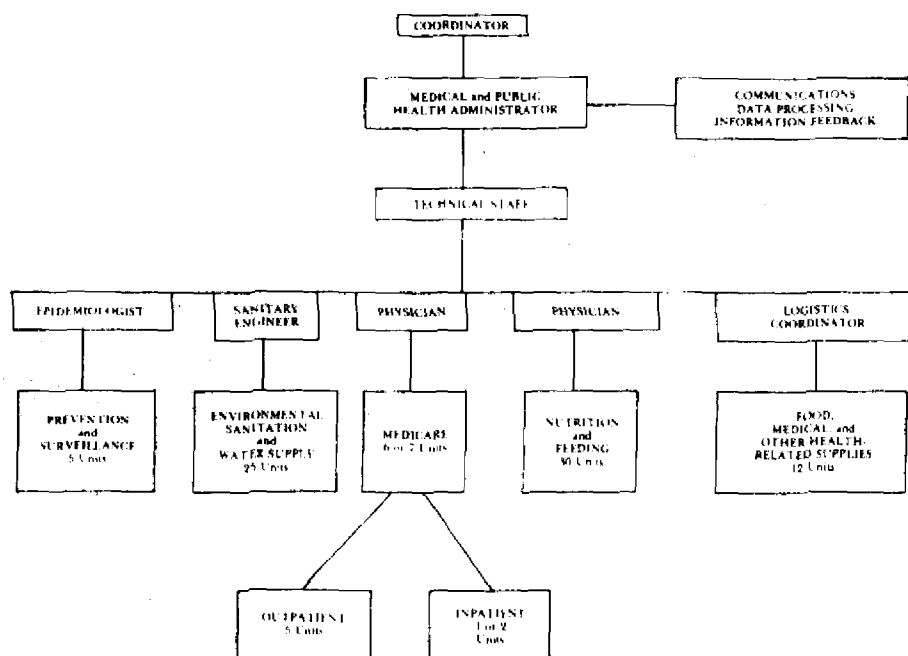 COORDINATOR
MEDICAL and PUBLIC
HEALTH ADMINISTRATOR
COMMUNICATIONS
DATA PROCESSING
INFORMATION FEEDBACK
TECHNICAL STAFF
EPIDEMIOLOGIST
SANITARY
ENGINEER
PHYSICIAN
PHYSICIAN
LOGISTICS
COORDINATOR
PREVENTION
and
SURVEILLANCE
5 Units
ENVIRONMENTAL
SANITATION
and
WATER SUPPLY
25 Units
MEDICARE
6 or 7 Units
NUTRITION
and
FEEDING
30 Units
FOOD,
MEDICAL, and
OTHER HEALTH-
RELATED SUPPLIES
12 Units
OUTPATIENT
5 Units
INPATIENT
1 or 2
Units